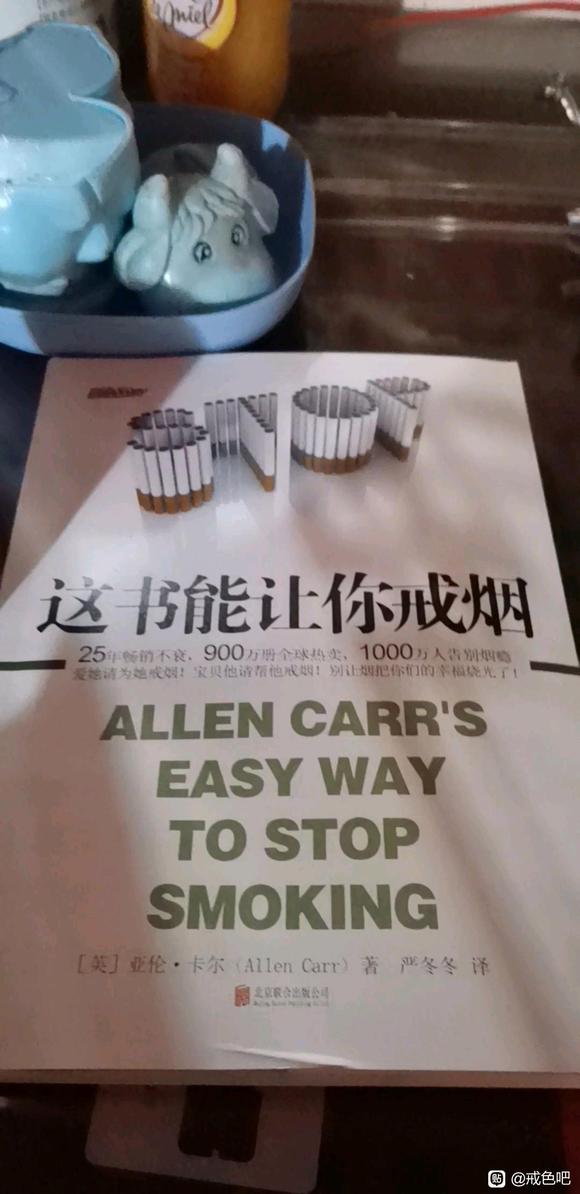 Miel
STOP
这书能让你戒烟
25年畅销不衰，900万册全球热卖，1000万人告别烟瘾
爱她请为她戒烟！宝贝他请帮他戒烟！别让烟把你们的幸福烧光了！
ALLEN CARR'S
EASY WAY
TO STOP
SMOKING
［英］亚伦·卡尔（Allen Carr）著 严冬冬 译
北京联合出版公司
贴 @戒色吧